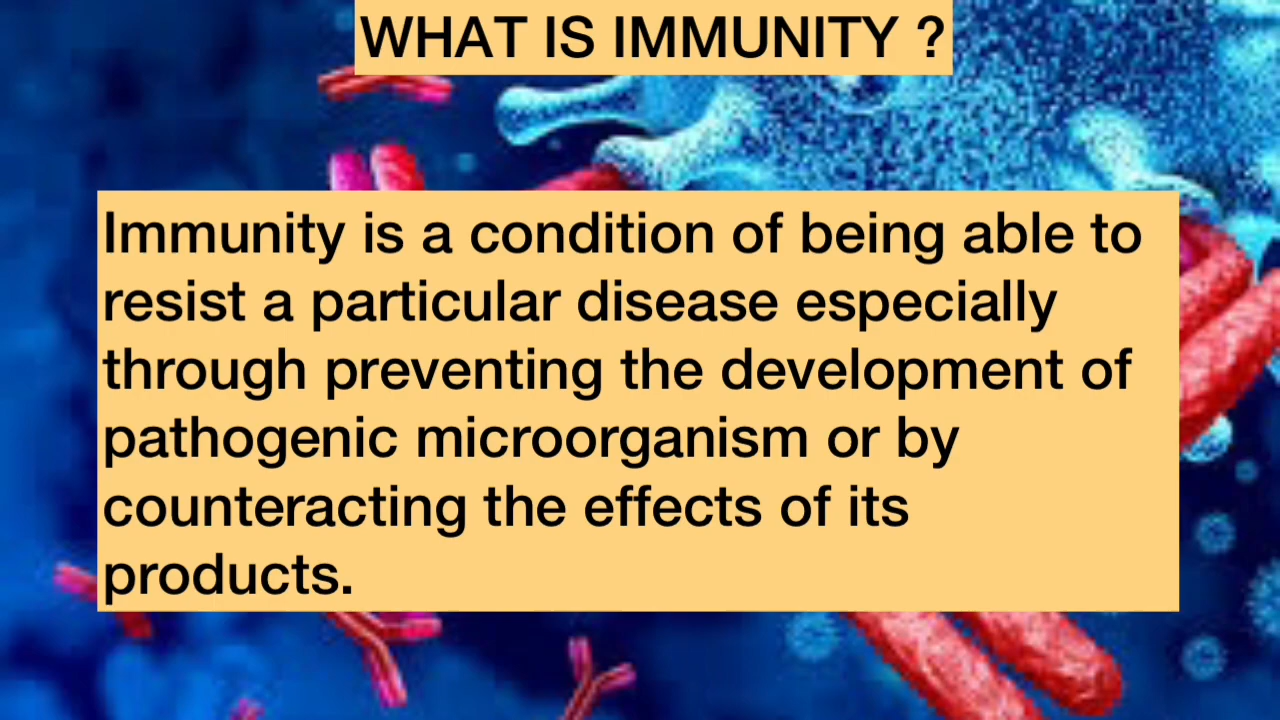 WHAT IS IMMUNITY ?
Immunity is a condition of being able to
resist a particular disease especially
through preventing the development of
pathogenic microorganism or by
counteracting the effects of its
products.